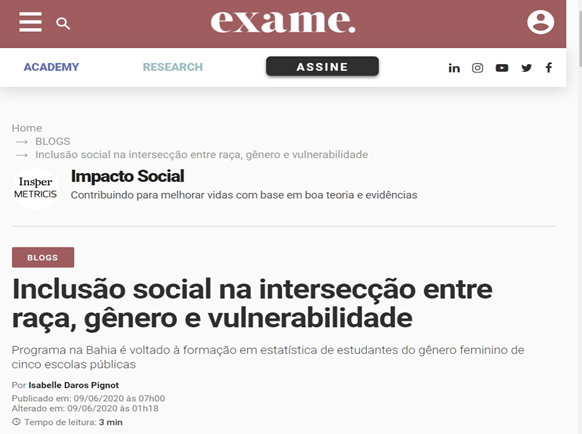 exame.
ACADEMY RESEARCH ASSINE
Home
→ BLOGS
→ Inclusão social na intersecção entre raça, gênero e vulnerabilidade
Insper METRICIS
Impacto Social
Contribuindo para melhorar vidas com base em boa teoria e evidências
BLOGS
Inclusão social na intersecção entre
raça, gênero e vulnerabilidade
Programa na Bahia é voltado à formação em estatística de estudantes do gênero feminino de
cinco escolas públicas
Por Isabelle Daros Pignot
Publicado em: 09/06/2020 às 07h00
Alterado em: 09/06/2020 às 01h18
Tempo de leitura: 3 min